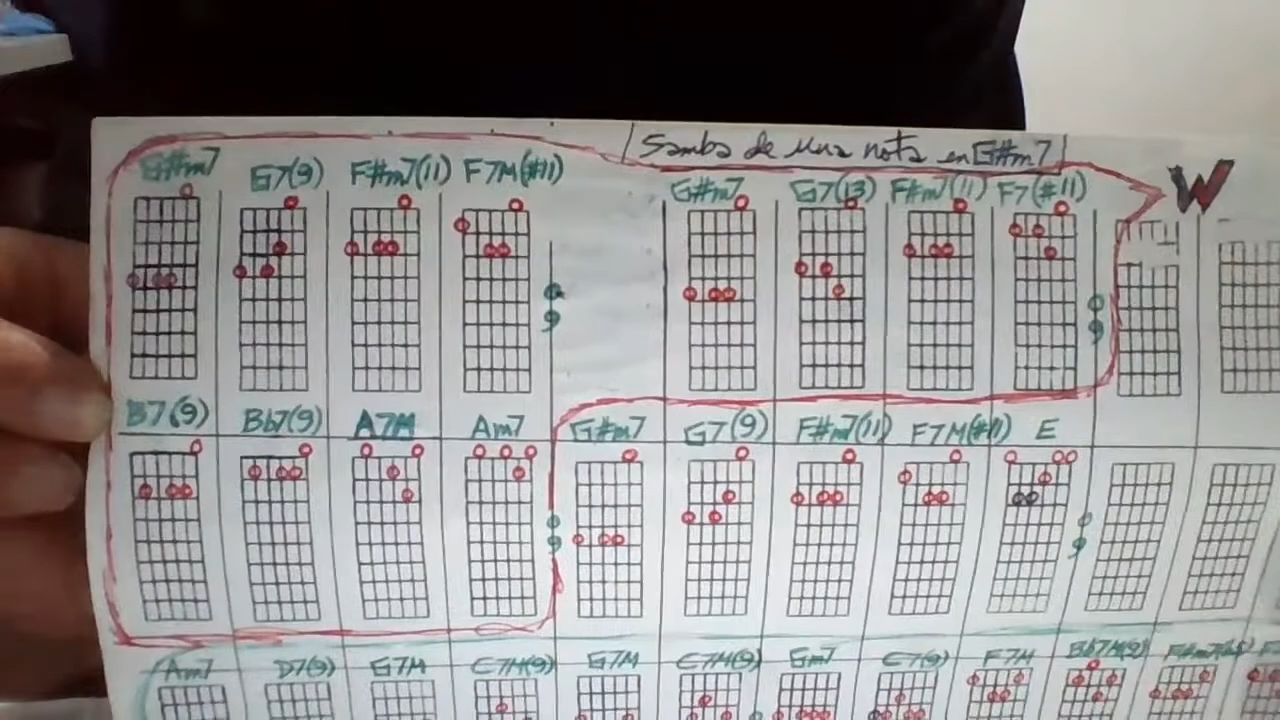 Samba de una nota en G#m7
G#m7 G7(9) F#m7(11) F7M(#11) G#m7 G7(13) F#m7(11) F7(#11) W
B7(9) Bb7(9) A7M Am7 G#m7 G7(9) F#m7(11) F7M(#11) E
Am7 D7(9) G7M C7M(9) G7M C7M(9) Gm7 C7(9) F7M Bb7M(9)